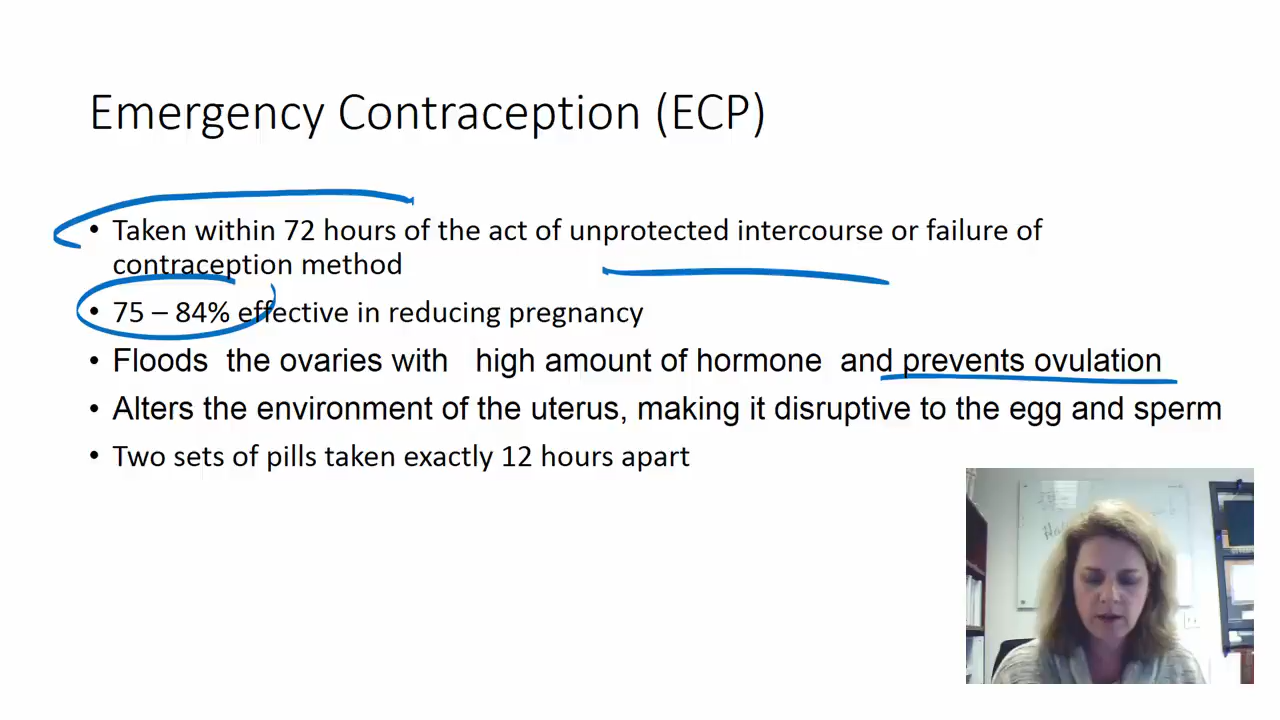 Emergency Contraception (ECP)
• Taken within 72 hours of the act of unprotected intercourse or failure of
contraception method
• 75 – 84% effective in reducing pregnancy
• Floods the ovaries with high amount of hormone and prevents ovulation
• Alters the environment of the uterus, making it disruptive to the egg and sperm
• Two sets of pills taken exactly 12 hours apart